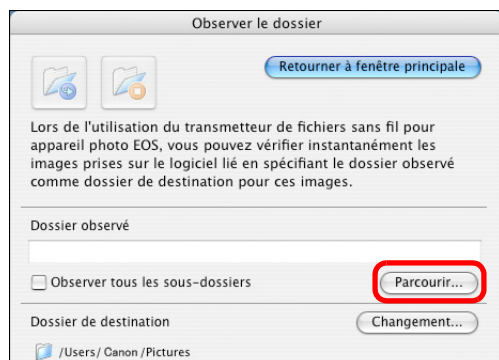 Observer le dossier
Retourner à fenêtre principale
Lors de l'utilisation du transmetteur de fichiers sans fil pour
appareil photo EOS, vous pouvez vérifier instantanément les
images prises sur le logiciel lié en spécifiant le dossier observé
comme dossier de destination pour ces images.
Dossier observé
Observer tous les sous-dossiers
Parcourir...
Dossier de destination
Changement...
/Users/ Canon /Pictures